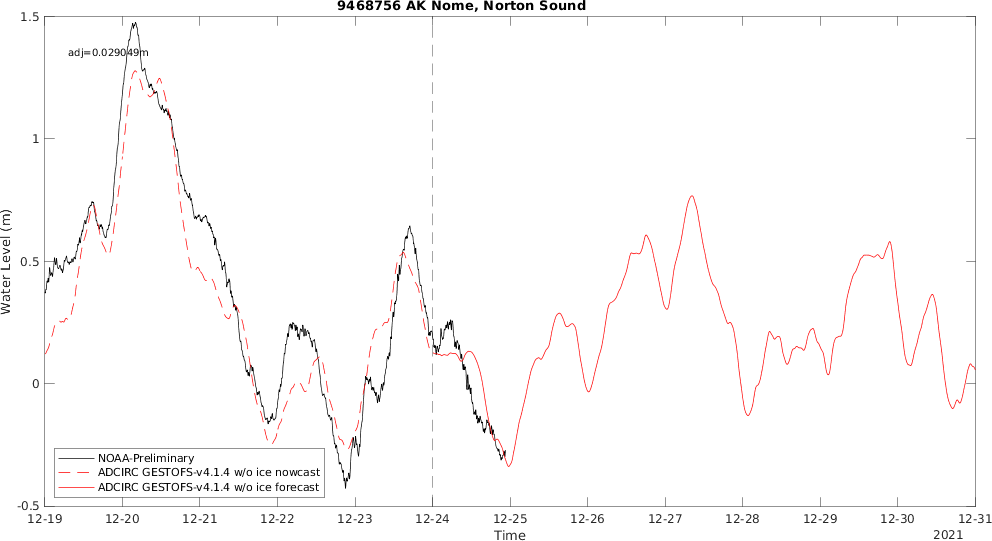 9468756 AK Nome, Norton Sound
adj=0.029049m
Water Level (m)
1.5
1
0.5
0
-0.5
NOAA-Preliminary
ADCIRC GESTOFS-v4.1.4 w/o ice nowcast
ADCIRC GESTOFS-v4.1.4 w/o ice forecast
12-19 12-20 12-21 12-22 12-23 12-24 12-25 12-26 12-27 12-28 12-29 12-30 12-31
Time
2021